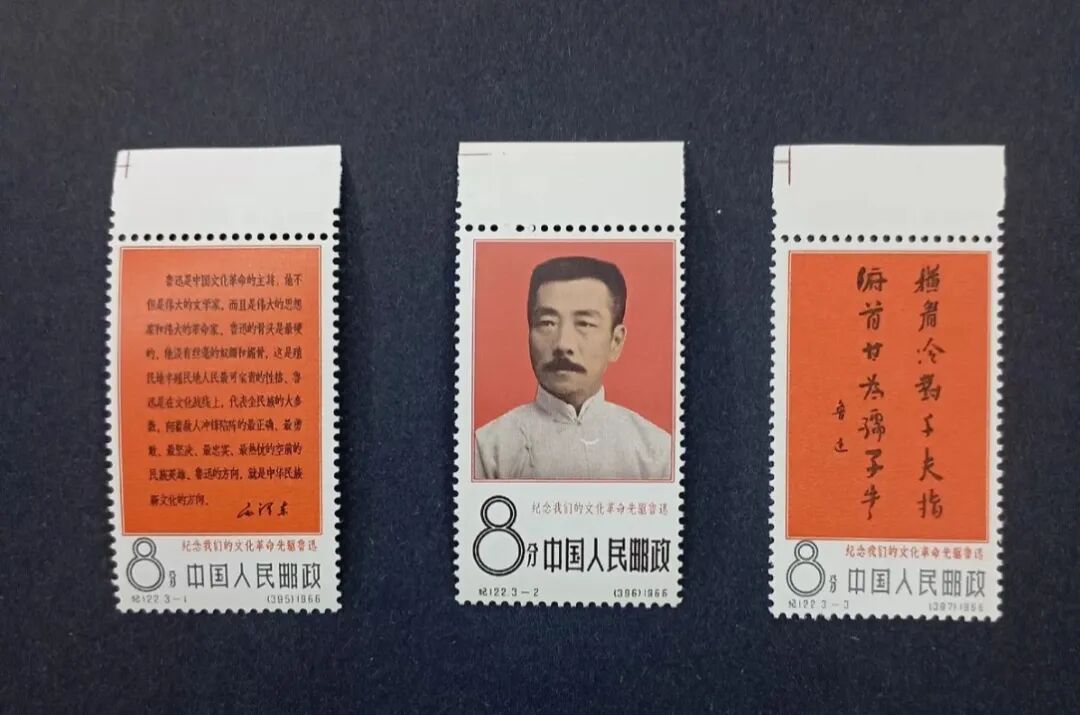 鲁迅是中国文化革命的主将,他不
但是伟大的文学家,而且是伟大的思想
家和伟大的革命家。鲁迅的骨头是最硬
的,他没有丝毫的奴颜和媚骨,这是殖
民地半殖民地人民最可宝贵的性格。鲁
迅是在文化战线上,代表全民族的大多
数,向着敌人冲锋陷阵的最正确、最勇
敢、最坚决、最忠实、最热忱的空前的
民族英雄。鲁迅的方向,就是中华民族
新文化的方向。
毛泽东
纪念我们的文化革命先驱鲁迅
8分 中国人民邮政
纪122.3-1 (395)1966
纪念我们的文化革命先驱鲁迅
8分 中国人民邮政
纪122.3-2 (396)1966
横眉冷對千夫指
俯首甘为孺子牛
鲁迅
纪念我们的文化革命先驱鲁迅
8分 中国人民邮政
纪122.3-3 (397)1966